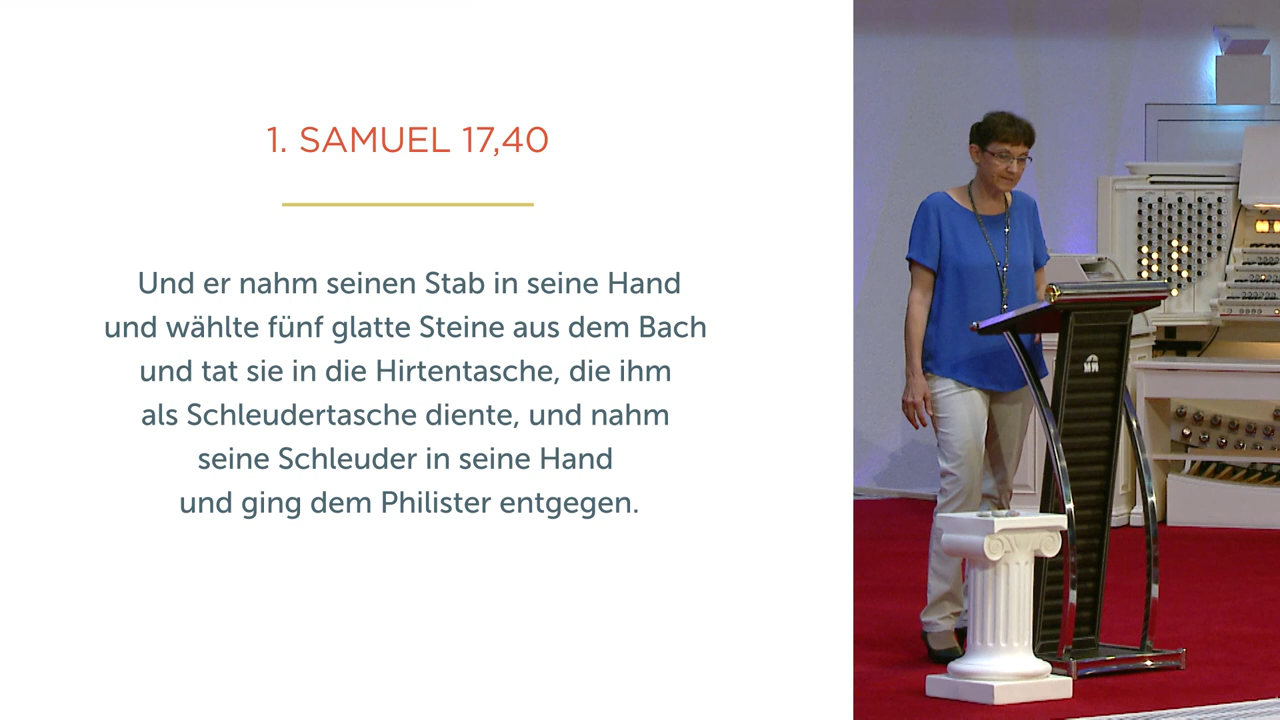 1. SAMUEL 17,40
Und er nahm seinen Stab in seine Hand
und wählte fünf glatte Steine aus dem Bach
und tat sie in die Hirtentasche, die ihm
als Schleudertasche diente, und nahm
seine Schleuder in seine Hand
und ging dem Philister entgegen.